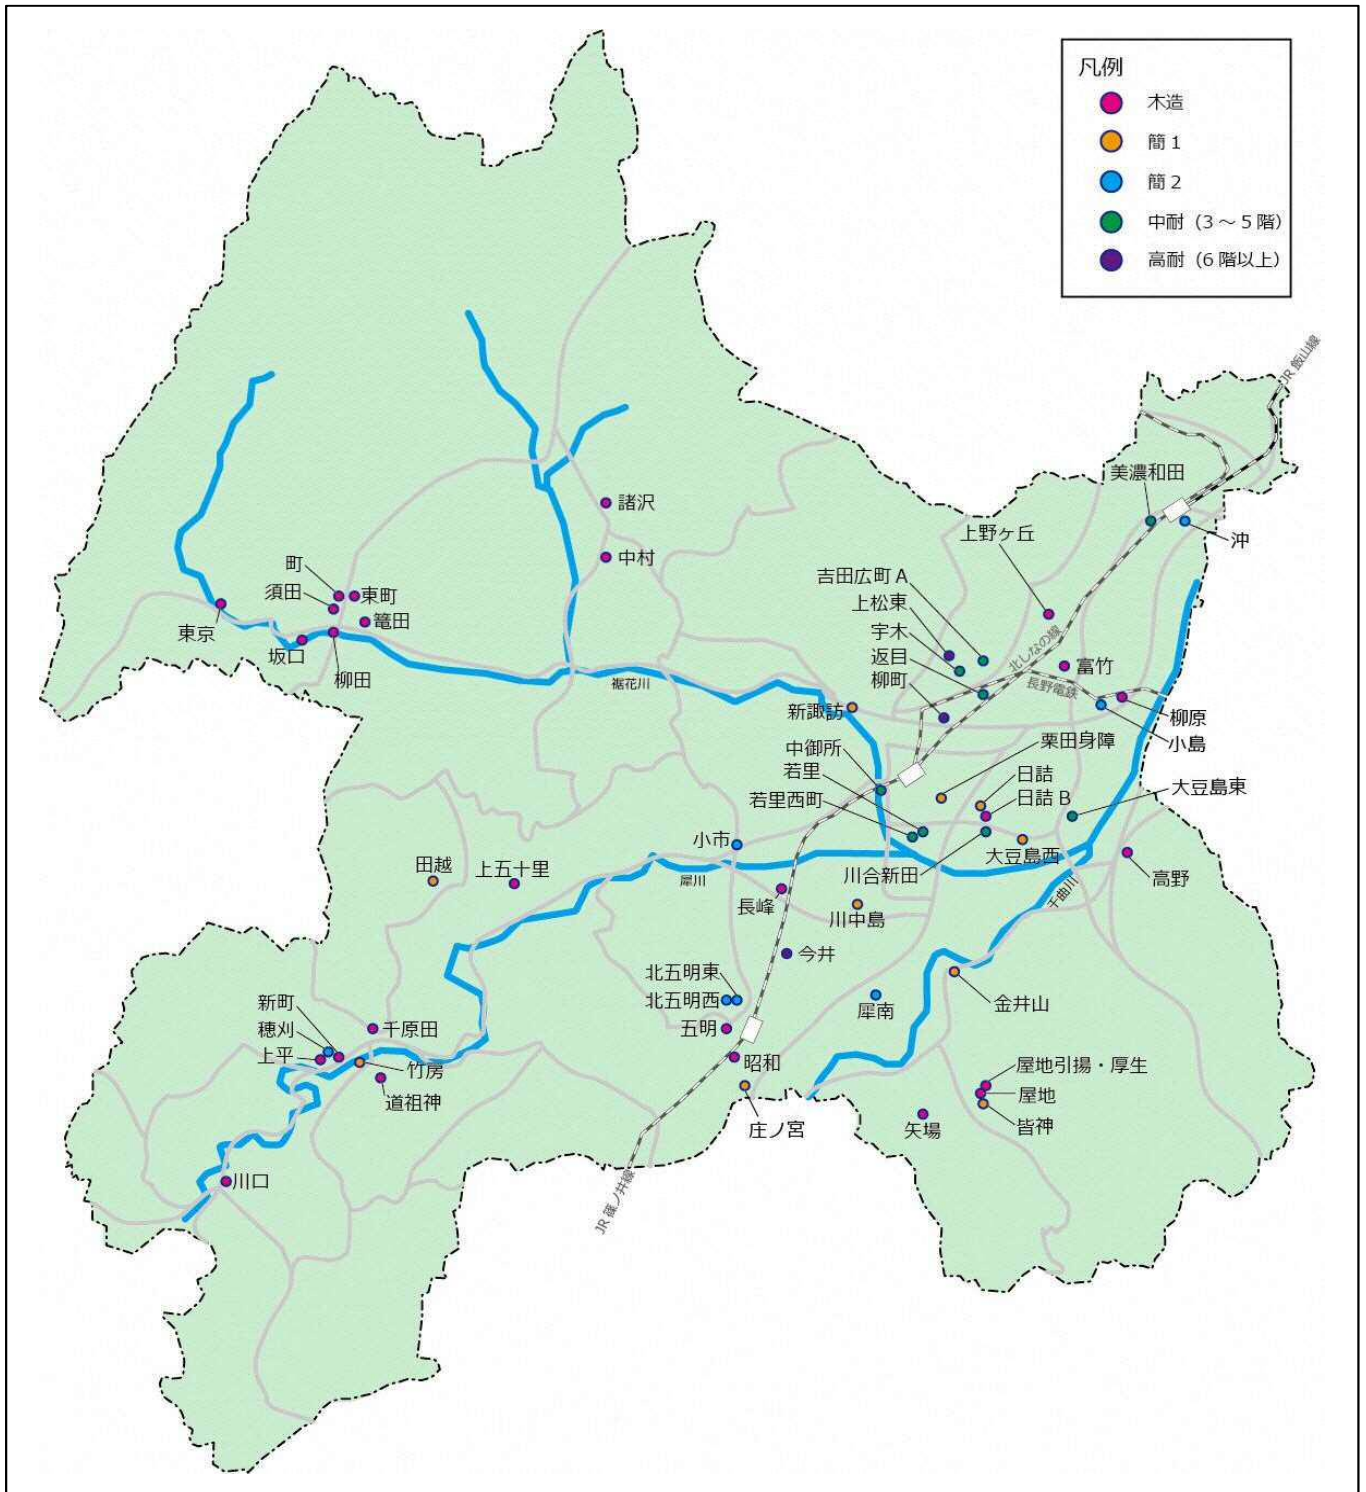 凡例
木造
簡１
簡２
中耐（3～5階）
高耐（6階以上）
JR 飯山線
美濃和田
沖
上野ヶ丘
諸沢
中村
吉田広町 A
上松東
宇木
返目
柳町
町
須田
東町
篭田
東京
坂口
柳田
北しなの線
富竹
長野電鉄
裾花川
新諏訪
柳原
小島
中御所
栗田身障
若里
日詰
日詰 B
大豆島東
若里西町
小市
大豆島西
田越
上五十里
犀川
川合新田
高野
長峰
川中島
千曲川
今井
北五明東
北五明西
犀南
金井山
新町
穂刈
千原田
五明
上平
竹房
昭和
道祖神
屋地引揚・厚生
屋地
皆神
庄ノ宮
矢場
川口
JR 篠ノ井線